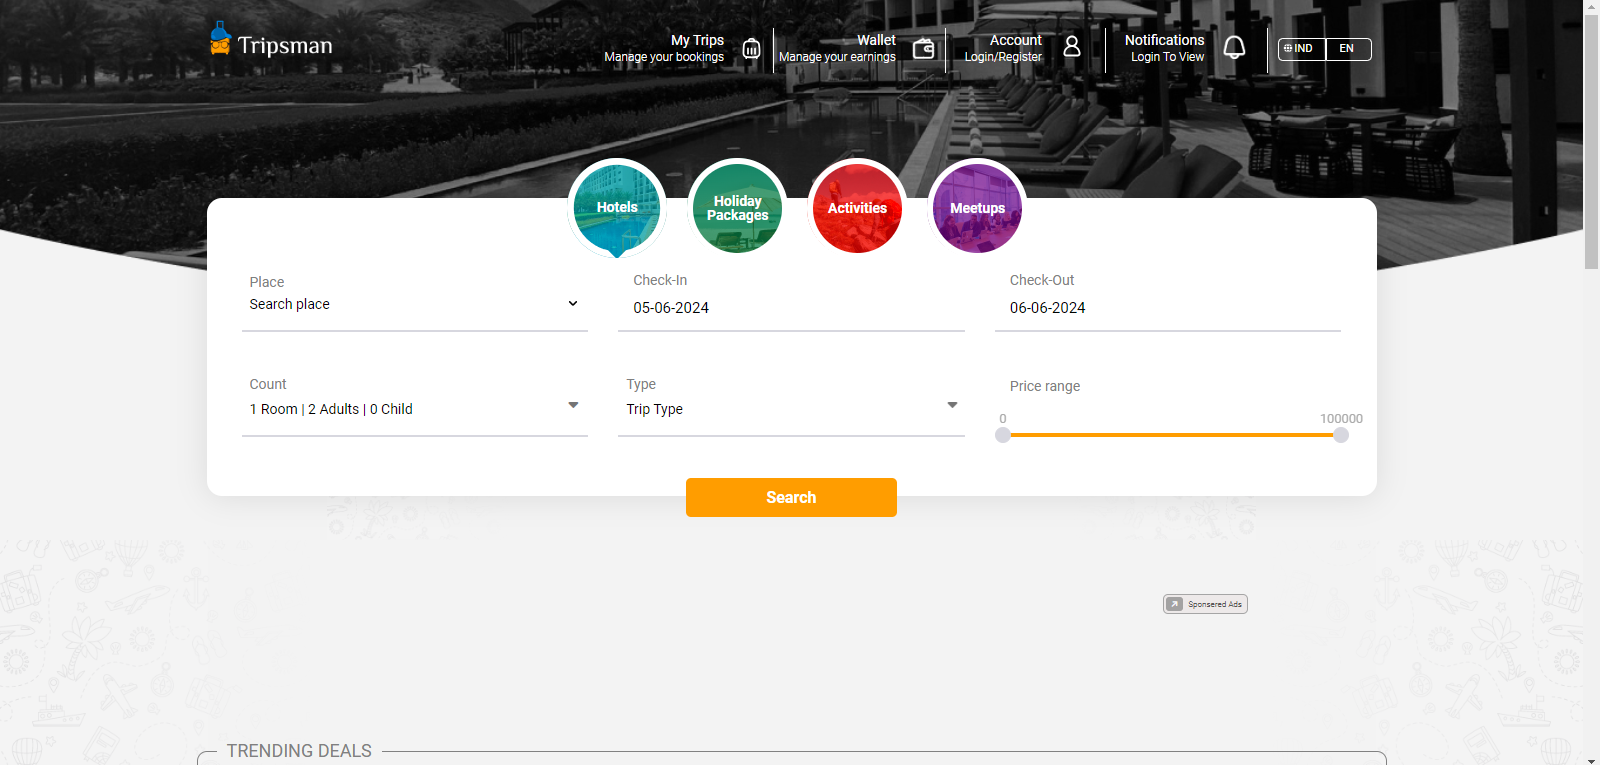 Tripsman
My Trips
Manage your bookings
Wallet
Manage your earnings
Account
Login/Register
Notifications
Login To View
IND
EN
Hotels
Holiday
Packages
Activities
Meetups
Place
Search place
Check-In
05-06-2024
Check-Out
06-06-2024
Count
1 Room | 2 Adults | 0 Child
Type
Trip Type
Price range
0
100000
Search
Sponsered Ads
TRENDING DEALS